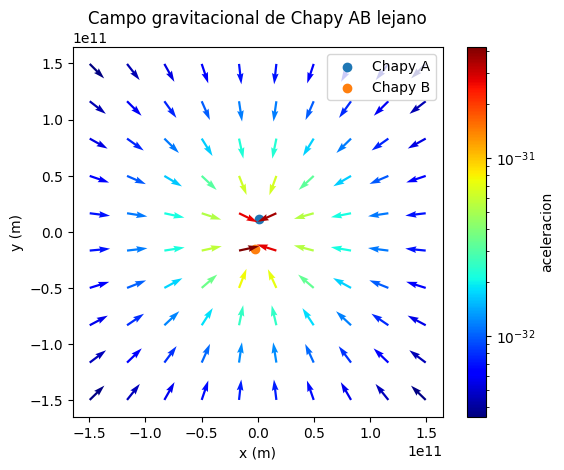 Campo gravitacional de Chapy AB lejano
1e11
1.5
1.0
0.5
0.0
−0.5
−1.0
−1.5
y (m)
Chapy A
Chapy B
−1.5 −1.0 −0.5 0.0 0.5 1.0 1.5
1e11
x (m)
10−31
10−32
aceleracion